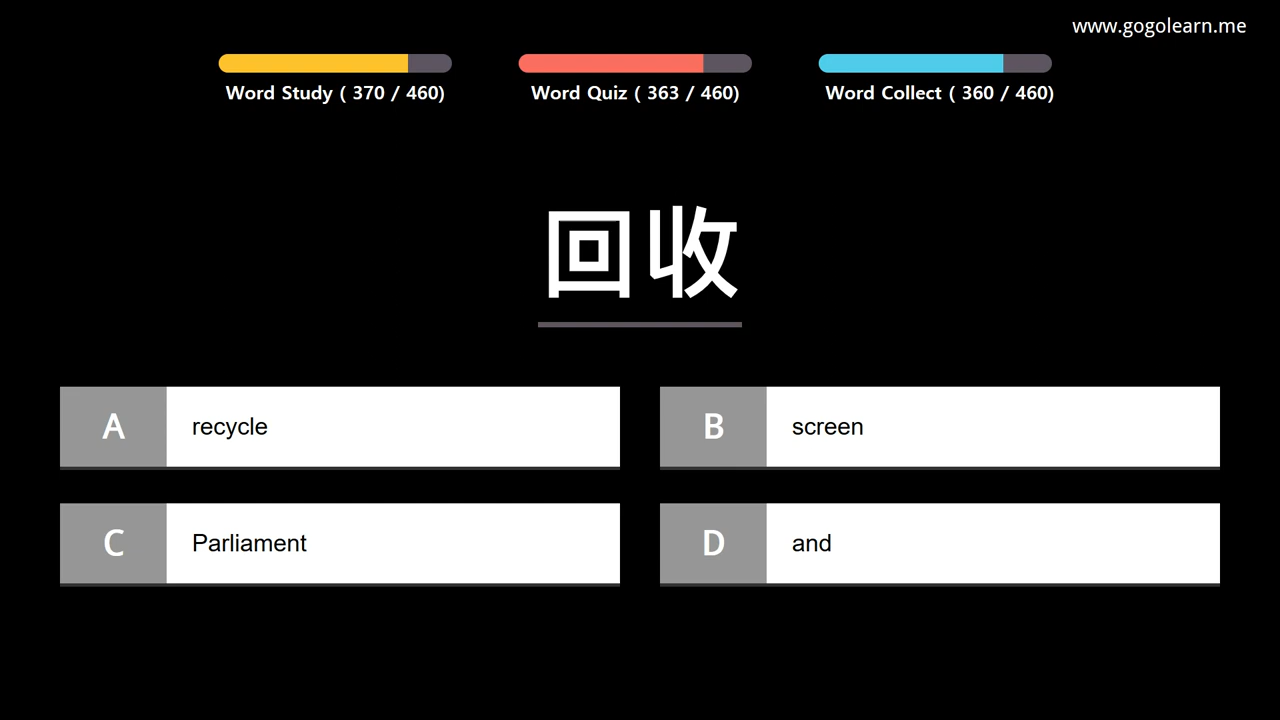 www.gogolearn.me
Word Study ( 370 / 460)
Word Quiz ( 363 / 460)
Word Collect ( 360 / 460)
回收
A recycle
B screen
C Parliament
D and